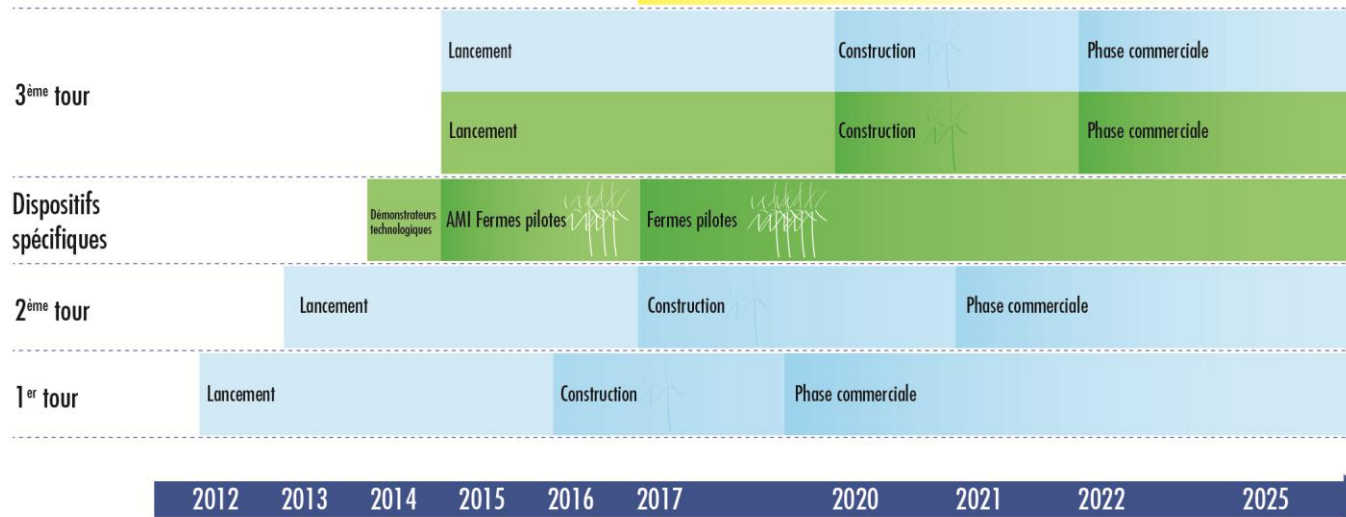 Lancement
Construction
Phase commerciale
3ème tour
Lancement
Construction
Phase commerciale
Dispositifs
spécifiques
Démonstrateurs
technologiques
AMI Fermes pilotes
Fermes pilotes
2ème tour
Lancement
Construction
Phase commerciale
1er tour
Lancement
Construction
Phase commerciale
2012 2013 2014 2015 2016 2017 2020 2021 2022 2025